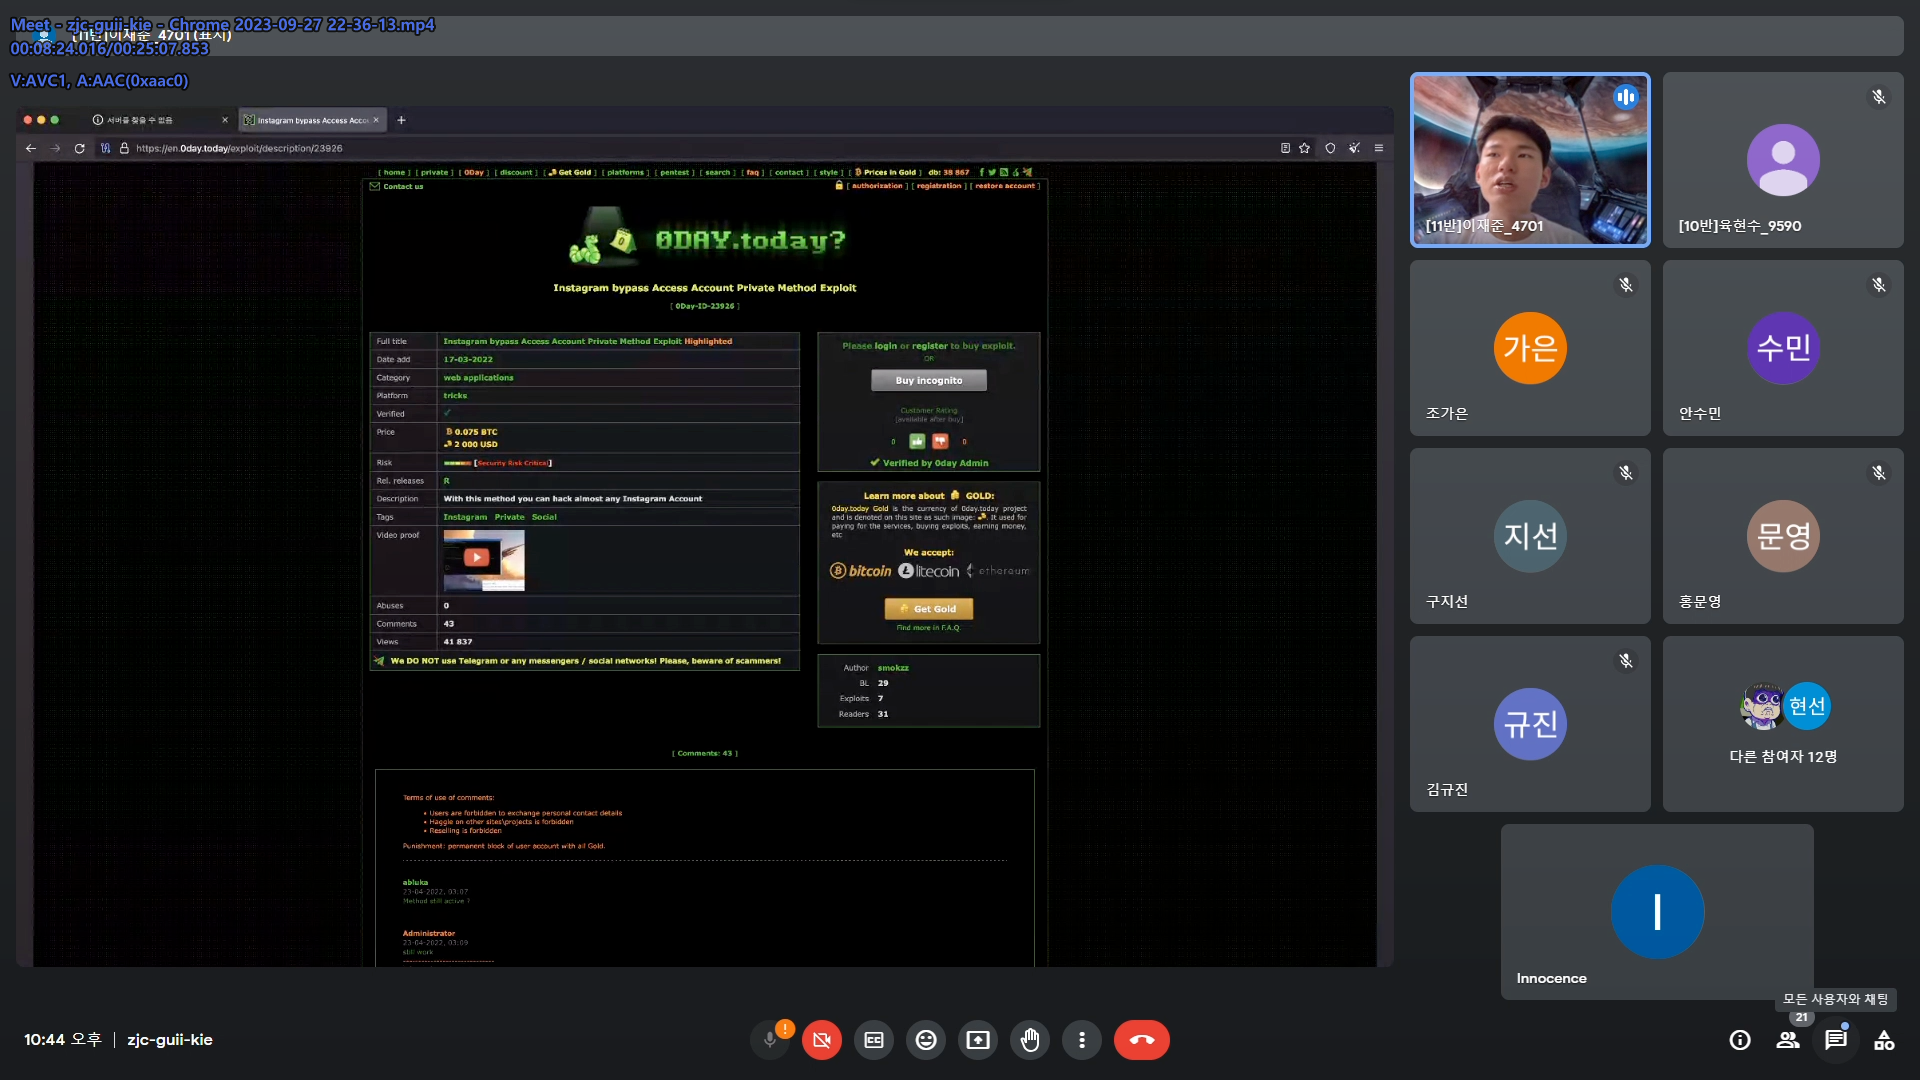 Meet - zjc-guii-kie - Chrome 2023-09-27 22-36-13.mp4
[11반]이재준_4701 (표시)
00:08:24.016/00:25:07.853
V:AVC1, A:AAC(0xaac0)
서버를 찾을 수 없음
Instagram bypass Access Acco
https://en.0day.today/exploit/description/23926
[ home ] [ private ] [ 0Day ] [ discount ] [ Get Gold ] [ platforms ] [ pentest ] [ search ] [ faq ] [ contact ] [ style ] [ Prices in Gold ] db: 38 867
Contact us
[ authorization ] [ registration ] [ restore account ]
0DAY.today?
Instagram bypass Access Account Private Method Exploit
[ 0Day-ID-23926 ]
Full title Instagram bypass Access Account Private Method Exploit Highlighted
Date add 17-03-2022
Category web applications
Platform tricks
Verified
Price 0.075 BTC
2 000 USD
Risk [Security Risk Critical]
Rel. releases R
Description With this method you can hack almost any Instagram Account
Tags Instagram Private Social
Video proof
Abuses 0
Comments 43
Views 41 837
We DO NOT use Telegram or any messengers / social networks! Please, beware of scammers!
Please login or register to buy exploit.
OR
Buy incognito
Customer Rating
[available after buy]
0 0
Verified by 0day Admin
Learn more about GOLD:
0day.today Gold is the currency of 0day.today project
and is denoted on this site as such image: . It used for
paying for the services, buying exploits, earning money,
etc
We accept:
bitcoin litecoin ethereum
Get Gold
Find more in F.A.Q.
Author smokzz
BL 29
Exploits 7
Readers 31
[ Comments: 43 ]
Terms of use of comments:
• Users are forbidden to exchange personal contact details
• Haggle on other sites\projects is forbidden
• Reselling is forbidden
Punishment: permanent block of user account with all Gold.
abluka
23-04-2022, 03:07
Method still active ?
Administrator
23-04-2022, 03:09
still work
[11반]이재준_4701
[10반]육현수_9590
가은
조가은
수민
안수민
지선
구지선
문영
홍문영
규진
김규진
현선
다른 참여자 12명
I
Innocence
모든 사용자와 채팅
10:44 오후 | zjc-guii-kie
21